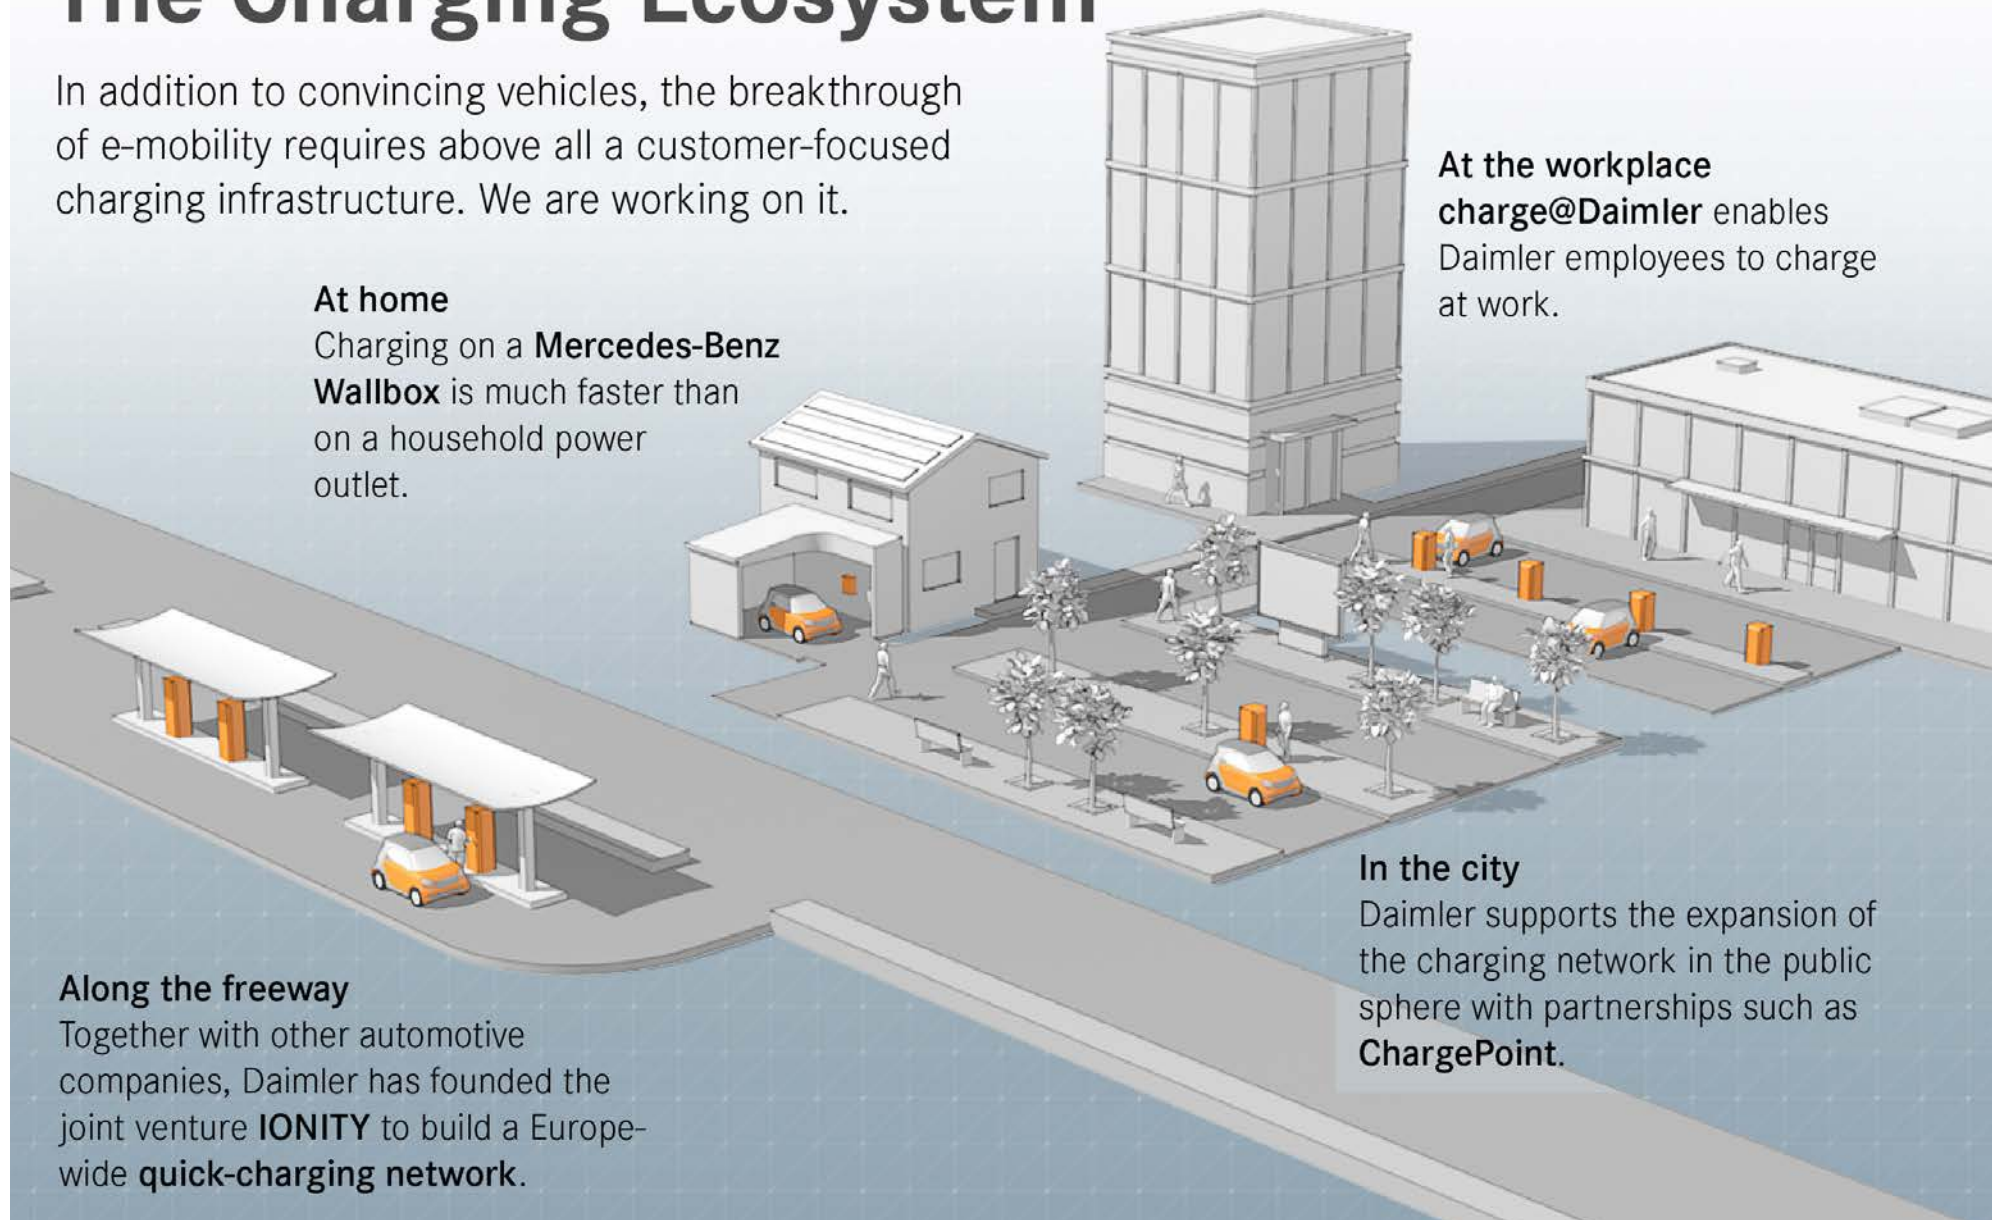 The Charging Ecosystem
In addition to convincing vehicles, the breakthrough
of e-mobility requires above all a customer-focused
charging infrastructure. We are working on it.
At home
Charging on a Mercedes-Benz
Wallbox is much faster than
on a household power
outlet.
At the workplace
charge@Daimler enables
Daimler employees to charge
at work.
In the city
Daimler supports the expansion of
the charging network in the public
sphere with partnerships such as
ChargePoint.
Along the freeway
Together with other automotive
companies, Daimler has founded the
joint venture IONITY to build a Europe-
wide quick-charging network.